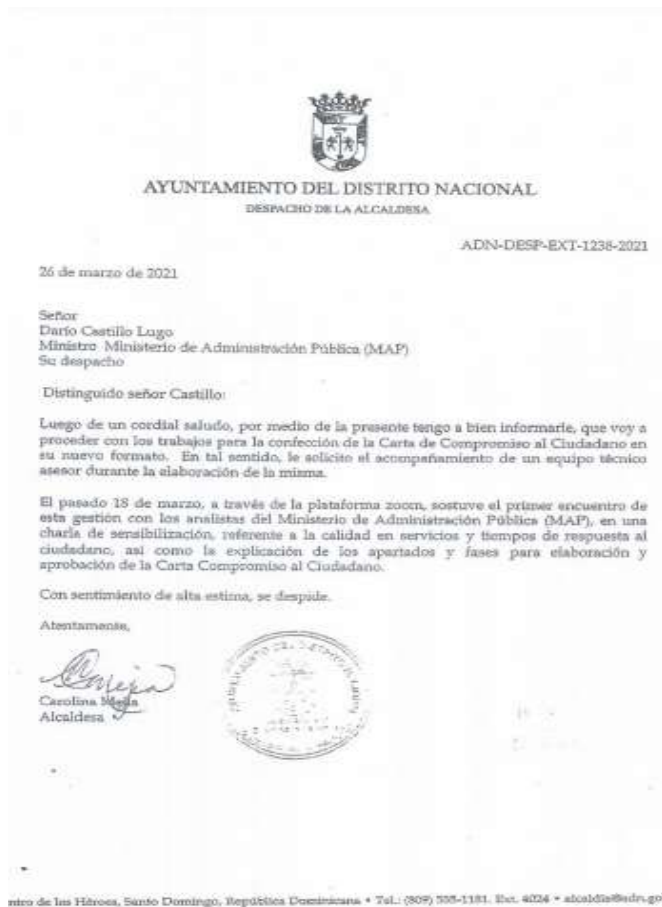 AYUNTAMIENTO DEL DISTRITO NACIONAL
DESPACHO DE LA ALCALDESA
ADN-DESP-EXT-1238-2021
26 de marzo de 2021
Señor
Darío Castillo Lugo
Ministro Ministerio de Administración Pública (MAP)
Su despacho
Distinguido señor Castillo:
Luego de un cordial saludo, por medio de la presente tengo a bien informarle, que voy a
proceder con los trabajos para la confección de la Carta de Compromiso al Ciudadano en
su nuevo formato. En tal sentido, le solicito el acompañamiento de un equipo técnico
asesor durante la elaboración de la misma.
El pasado 18 de marzo, a través de la plataforma zoom, sostuve el primer encuentro de
esta gestión con los analistas del Ministerio de Administración Pública (MAP), en una
charla de sensibilización, referente a la calidad en servicios y tiempos de respuesta al
ciudadano, así como la explicación de los apartados y fases para elaboración y
aprobación de la Carta Compromiso al Ciudadano.
Con sentimiento de alta estima, se despide.
Atentamente,
Carolina Mejía
Alcaldesa
ntro de los Héroes, Santo Domingo, República Dominicana • Tel.: (809) 535-1181. Ext. 4024 • alcaldia@adn.go